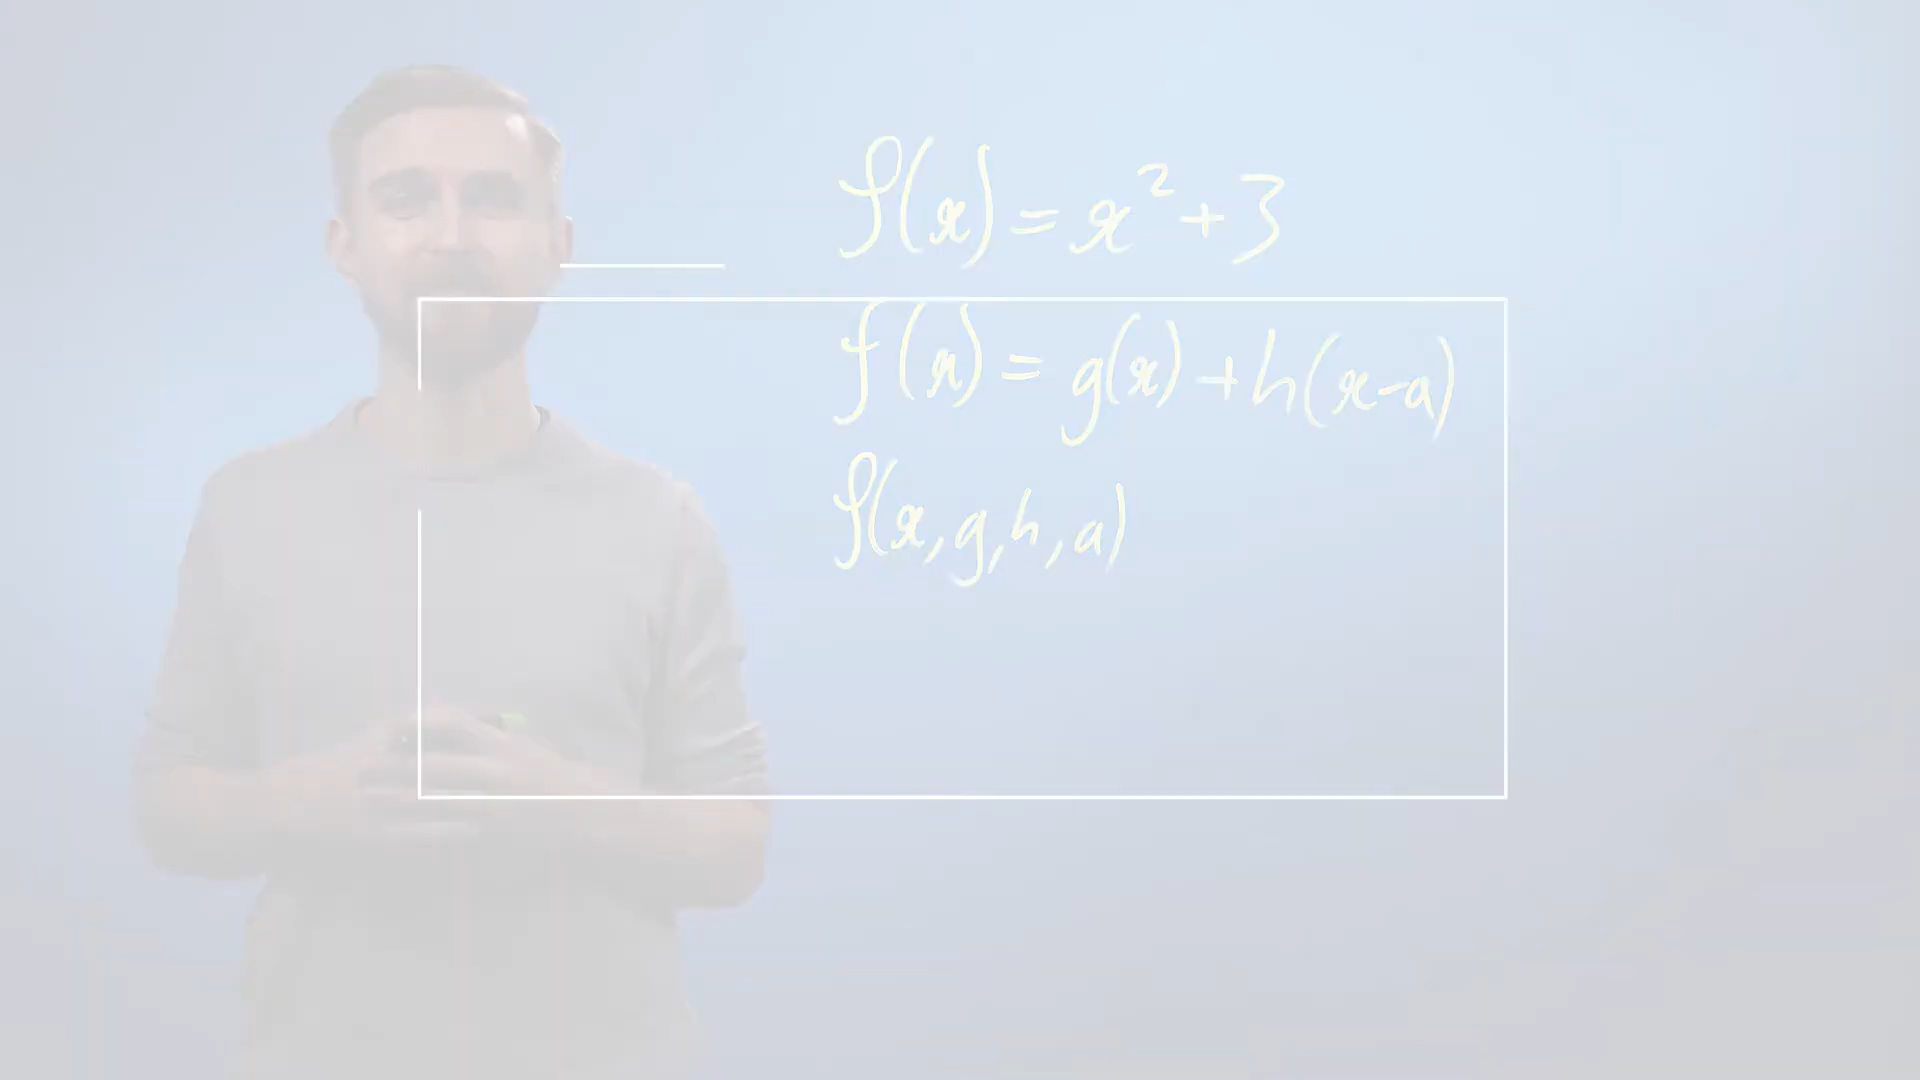 f(x) = x² + 3
f(x) = g(x) + h(x-a)
f(x, g, h, a)